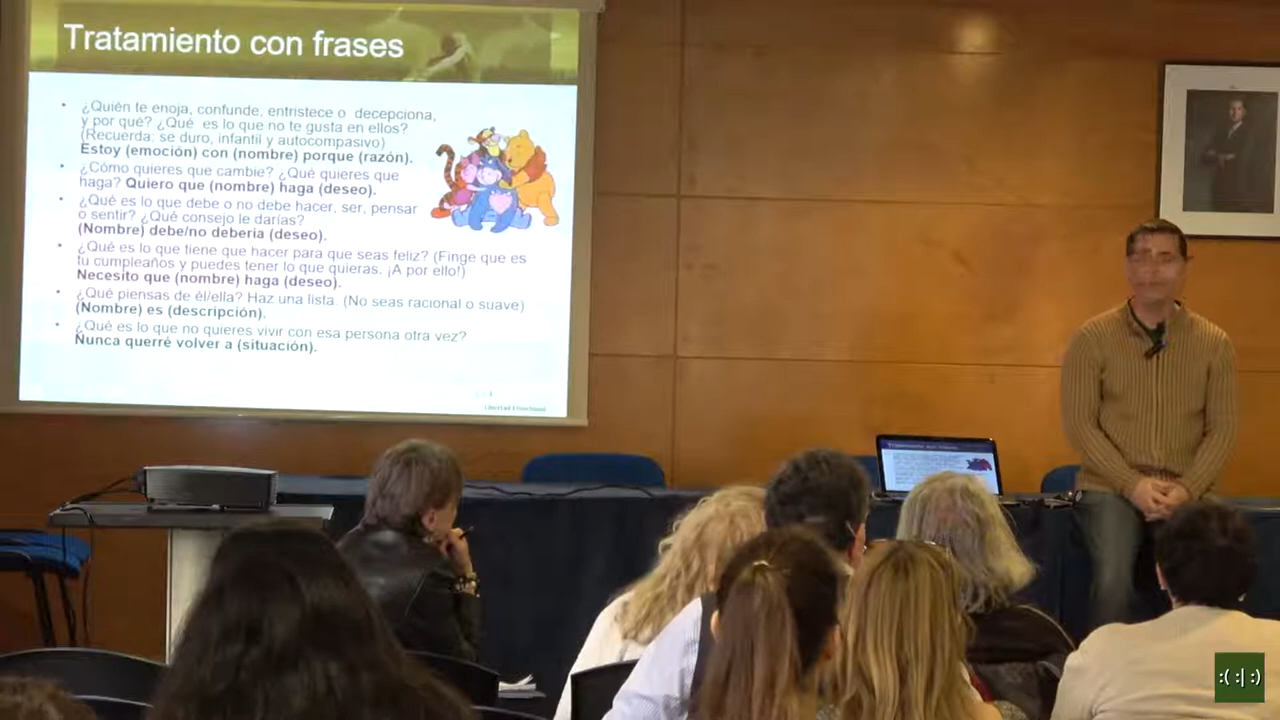 Tratamiento con frases
• ¿Quién te enoja, confunde, entristece o decepciona,
y por qué? ¿Qué es lo que no te gusta en ellos?
(Recuerda: se duro, infantil y autocompasivo)
Estoy (emoción) con (nombre) porque (razón).
• ¿Cómo quieres que cambie? ¿Qué quieres que
haga? Quiero que (nombre) haga (deseo).
• ¿Qué es lo que debe o no debe hacer, ser, pensar
o sentir? ¿Qué consejo le darías?
(Nombre) debe/no debería (deseo).
• ¿Qué es lo que tiene que hacer para que seas feliz? (Finge que es
tu cumpleaños y puedes tener lo que quieras. ¡A por ello!)
Necesito que (nombre) haga (deseo).
• ¿Qué piensas de él/ella? Haz una lista. (No seas racional o suave)
(Nombre) es (descripción).
• ¿Qué es lo que no quieres vivir con esa persona otra vez?
Nunca querré volver a (situación).
Libertad Emocional
:( :| :)